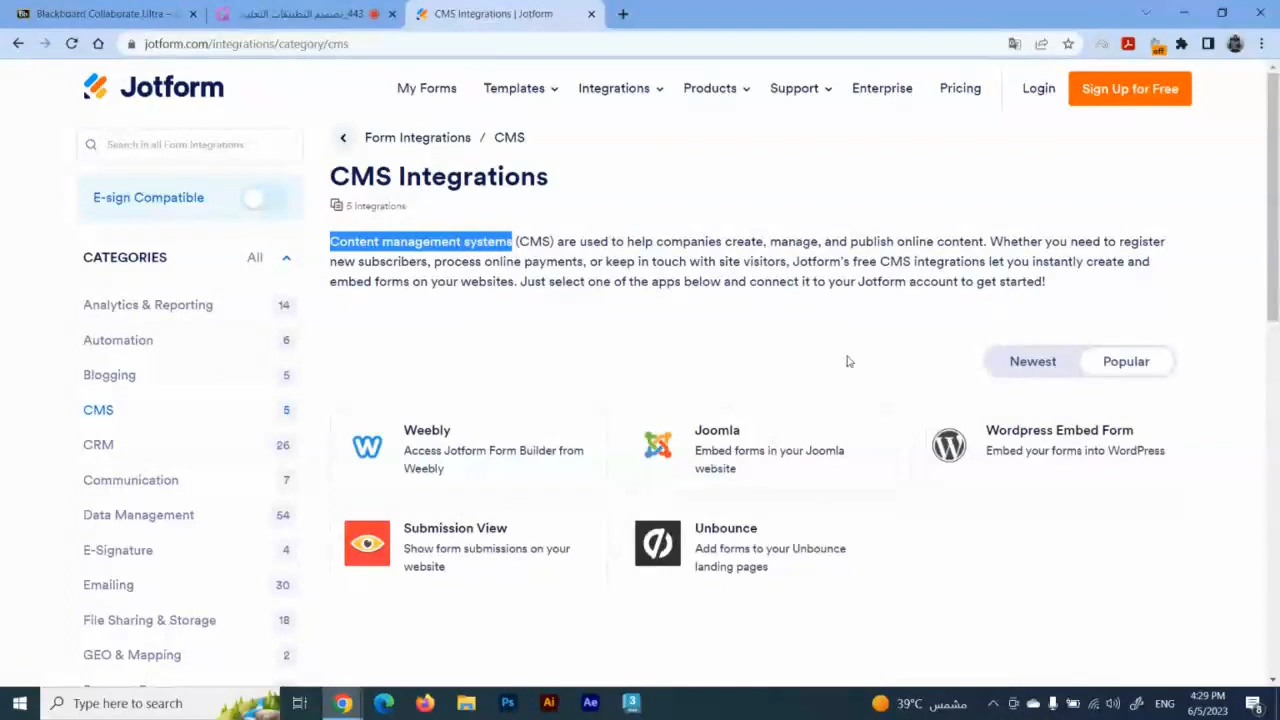 Blackboard Collaborate Ultra –
443_تصميم التطبيقات التعليم
CMS Integrations | Jotform
jotform.com/integrations/category/cms
off
Jotform
My Forms
Templates
Integrations
Products
Support
Enterprise
Pricing
Login
Sign Up for Free
Search in all Form Integrations
E-sign Compatible
CATEGORIES
All
Analytics & Reporting 14
Automation 6
Blogging 5
CMS 5
CRM 26
Communication 7
Data Management 54
E-Signature 4
Emailing 30
File Sharing & Storage 18
GEO & Mapping 2
Form Integrations / CMS
CMS Integrations
5 Integrations
Content management systems (CMS) are used to help companies create, manage, and publish online content. Whether you need to register
new subscribers, process online payments, or keep in touch with site visitors, Jotform's free CMS integrations let you instantly create and
embed forms on your websites. Just select one of the apps below and connect it to your Jotform account to get started!
Newest
Popular
Weebly
Access Jotform Form Builder from
Weebly
Joomla
Embed forms in your Joomla
website
Wordpress Embed Form
Embed your forms into WordPress
Submission View
Show form submissions on your
website
Unbounce
Add forms to your Unbounce
landing pages
Type here to search
Ps
Ai
Ae
3
39°C مشمس
ENG
4:29 PM
6/5/2023
8